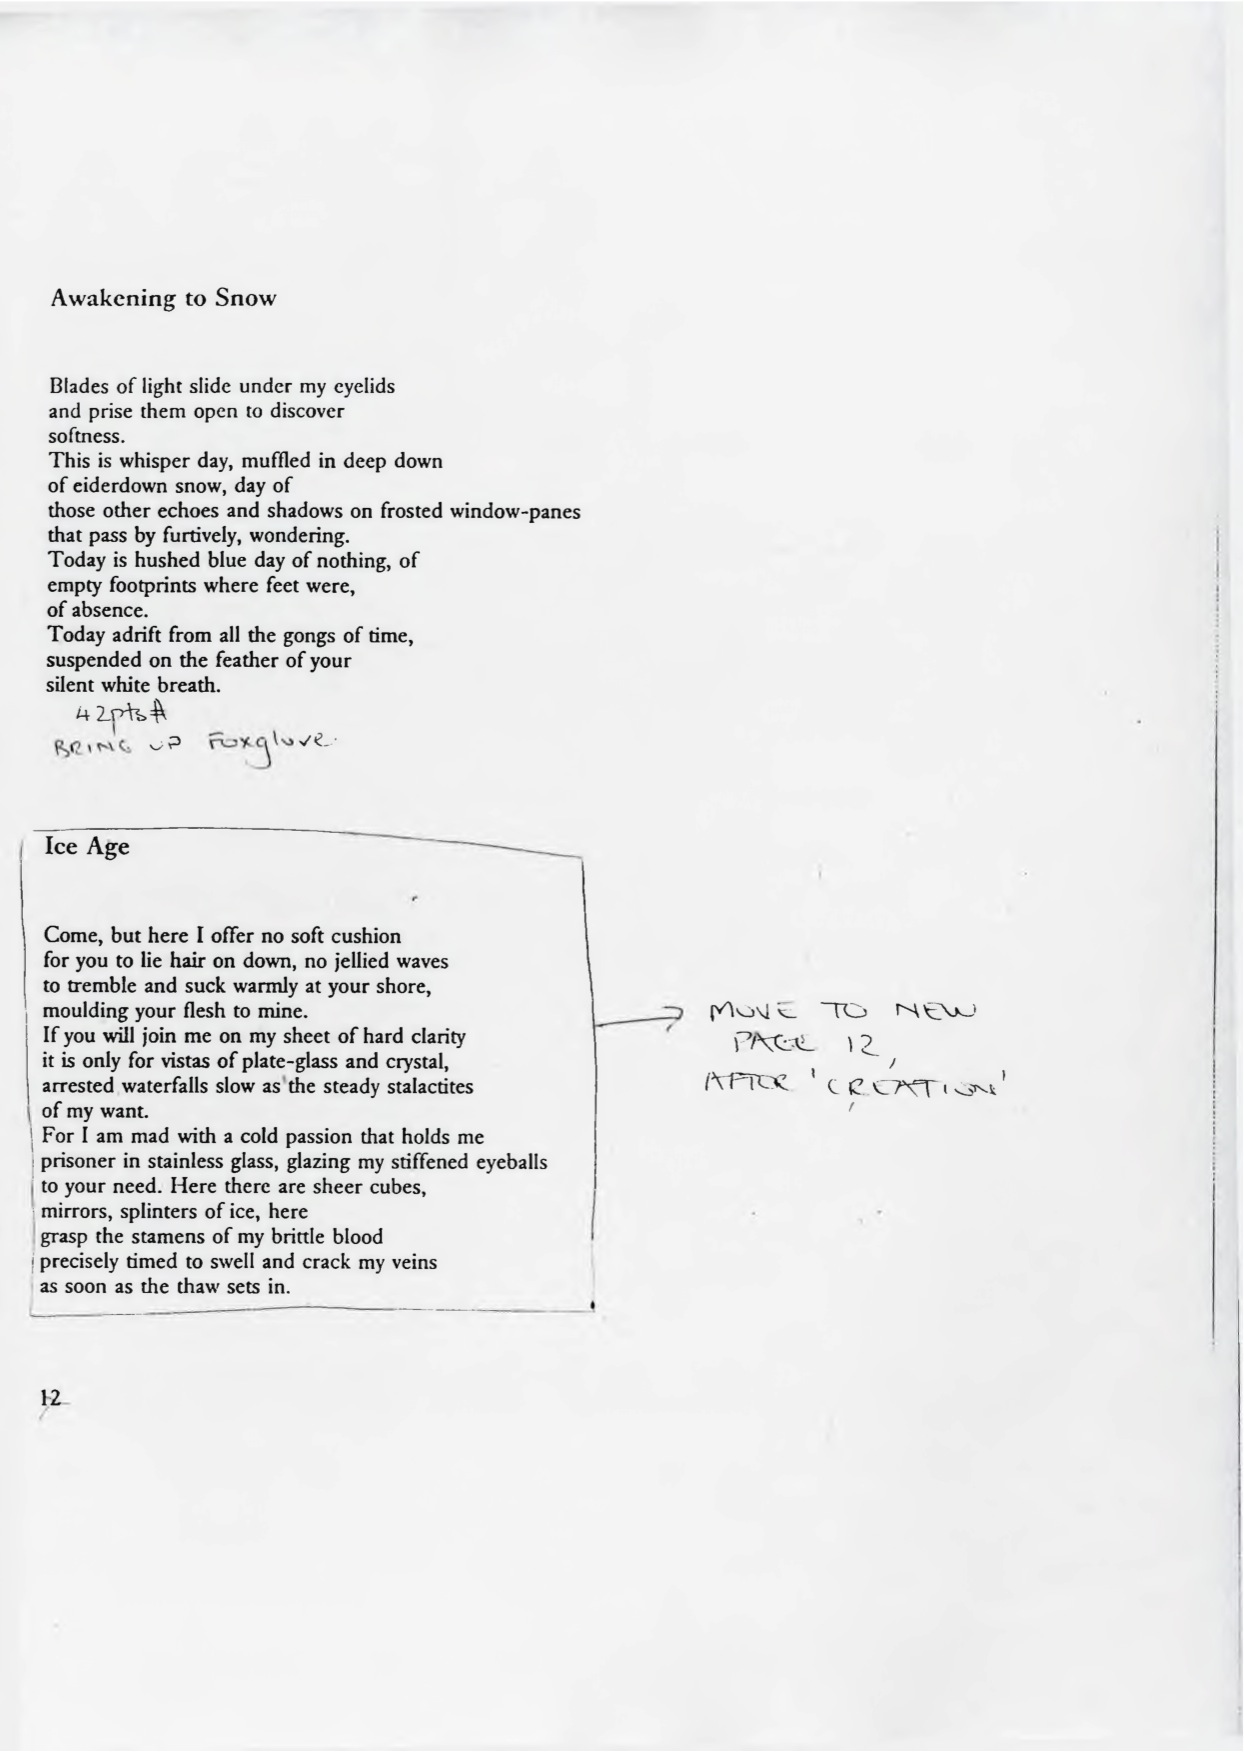 Awakening to Snow
Blades of light slide under my eyelids
and prise them open to discover
softness.
This is whisper day, muffled in deep down
of eiderdown snow, day of
those other echoes and shadows on frosted window-panes
that pass by furtively, wondering.
Today is hushed blue day of nothing, of
empty footprints where feet were,
of absence.
Today adrift from all the gongs of time,
suspended on the feather of your
silent white breath.
42pts#
BRING UP Foxglove.
Ice Age
Come, but here I offer no soft cushion
for you to lie hair on down, no jellied waves
to tremble and suck warmly at your shore,
moulding your flesh to mine.
If you will join me on my sheet of hard clarity
it is only for vistas of plate-glass and crystal,
arrested waterfalls slow as the steady stalactites
of my want.
For I am mad with a cold passion that holds me
prisoner in stainless glass, glazing my stiffened eyeballs
to your need. Here there are sheer cubes,
mirrors, splinters of ice, here
grasp the stamens of my brittle blood
precisely timed to swell and crack my veins
as soon as the thaw sets in.
MOVE TO NEW
PAGE 12,
AFTER 'CREATION'
12